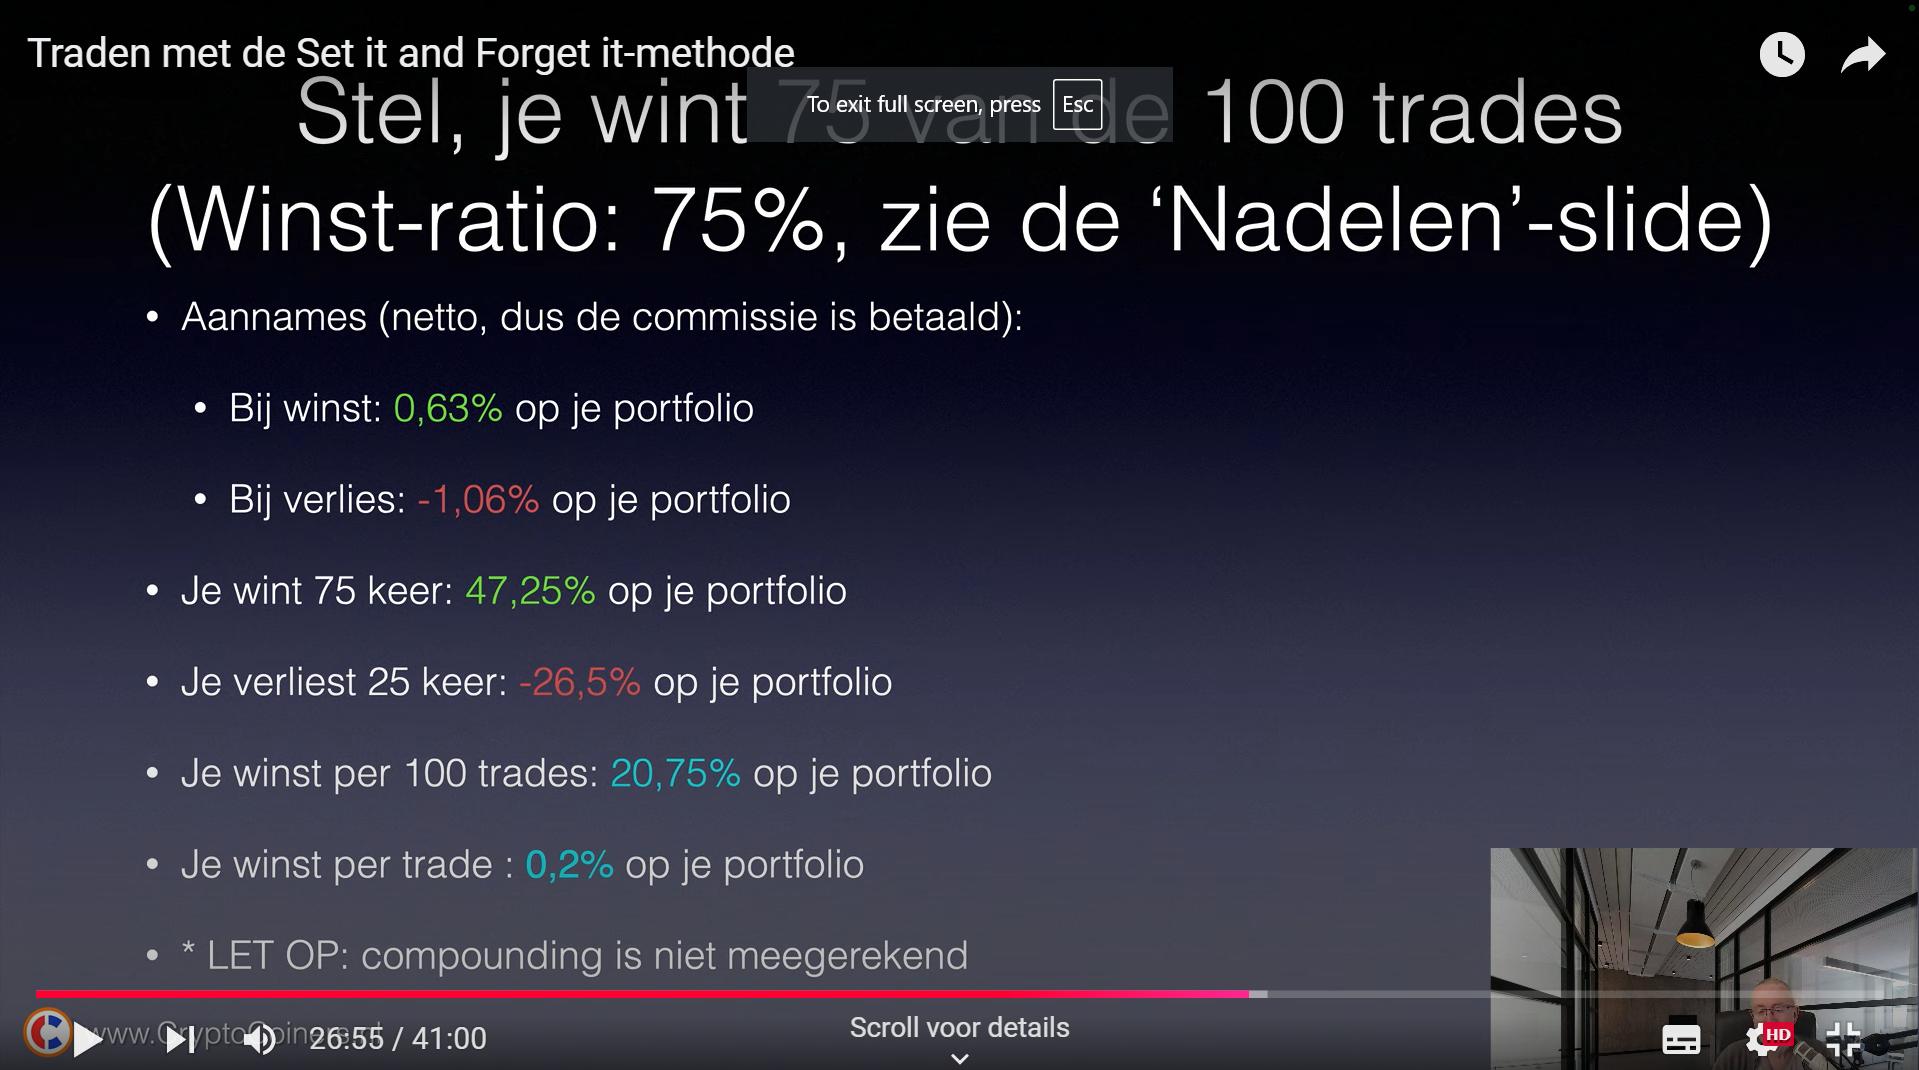 Traden met de Set it and Forget it-methode
To exit full screen, press Esc
Stel, je wint 75 van de 100 trades
(Winst-ratio: 75%, zie de ‘Nadelen’-slide)
• Aannames (netto, dus de commissie is betaald):
• Bij winst: 0,63% op je portfolio
• Bij verlies: -1,06% op je portfolio
• Je wint 75 keer: 47,25% op je portfolio
• Je verliest 25 keer: -26,5% op je portfolio
• Je winst per 100 trades: 20,75% op je portfolio
• Je winst per trade : 0,2% op je portfolio
• * LET OP: compounding is niet meegerekend
26:55 / 41:00
Scroll voor details
HD